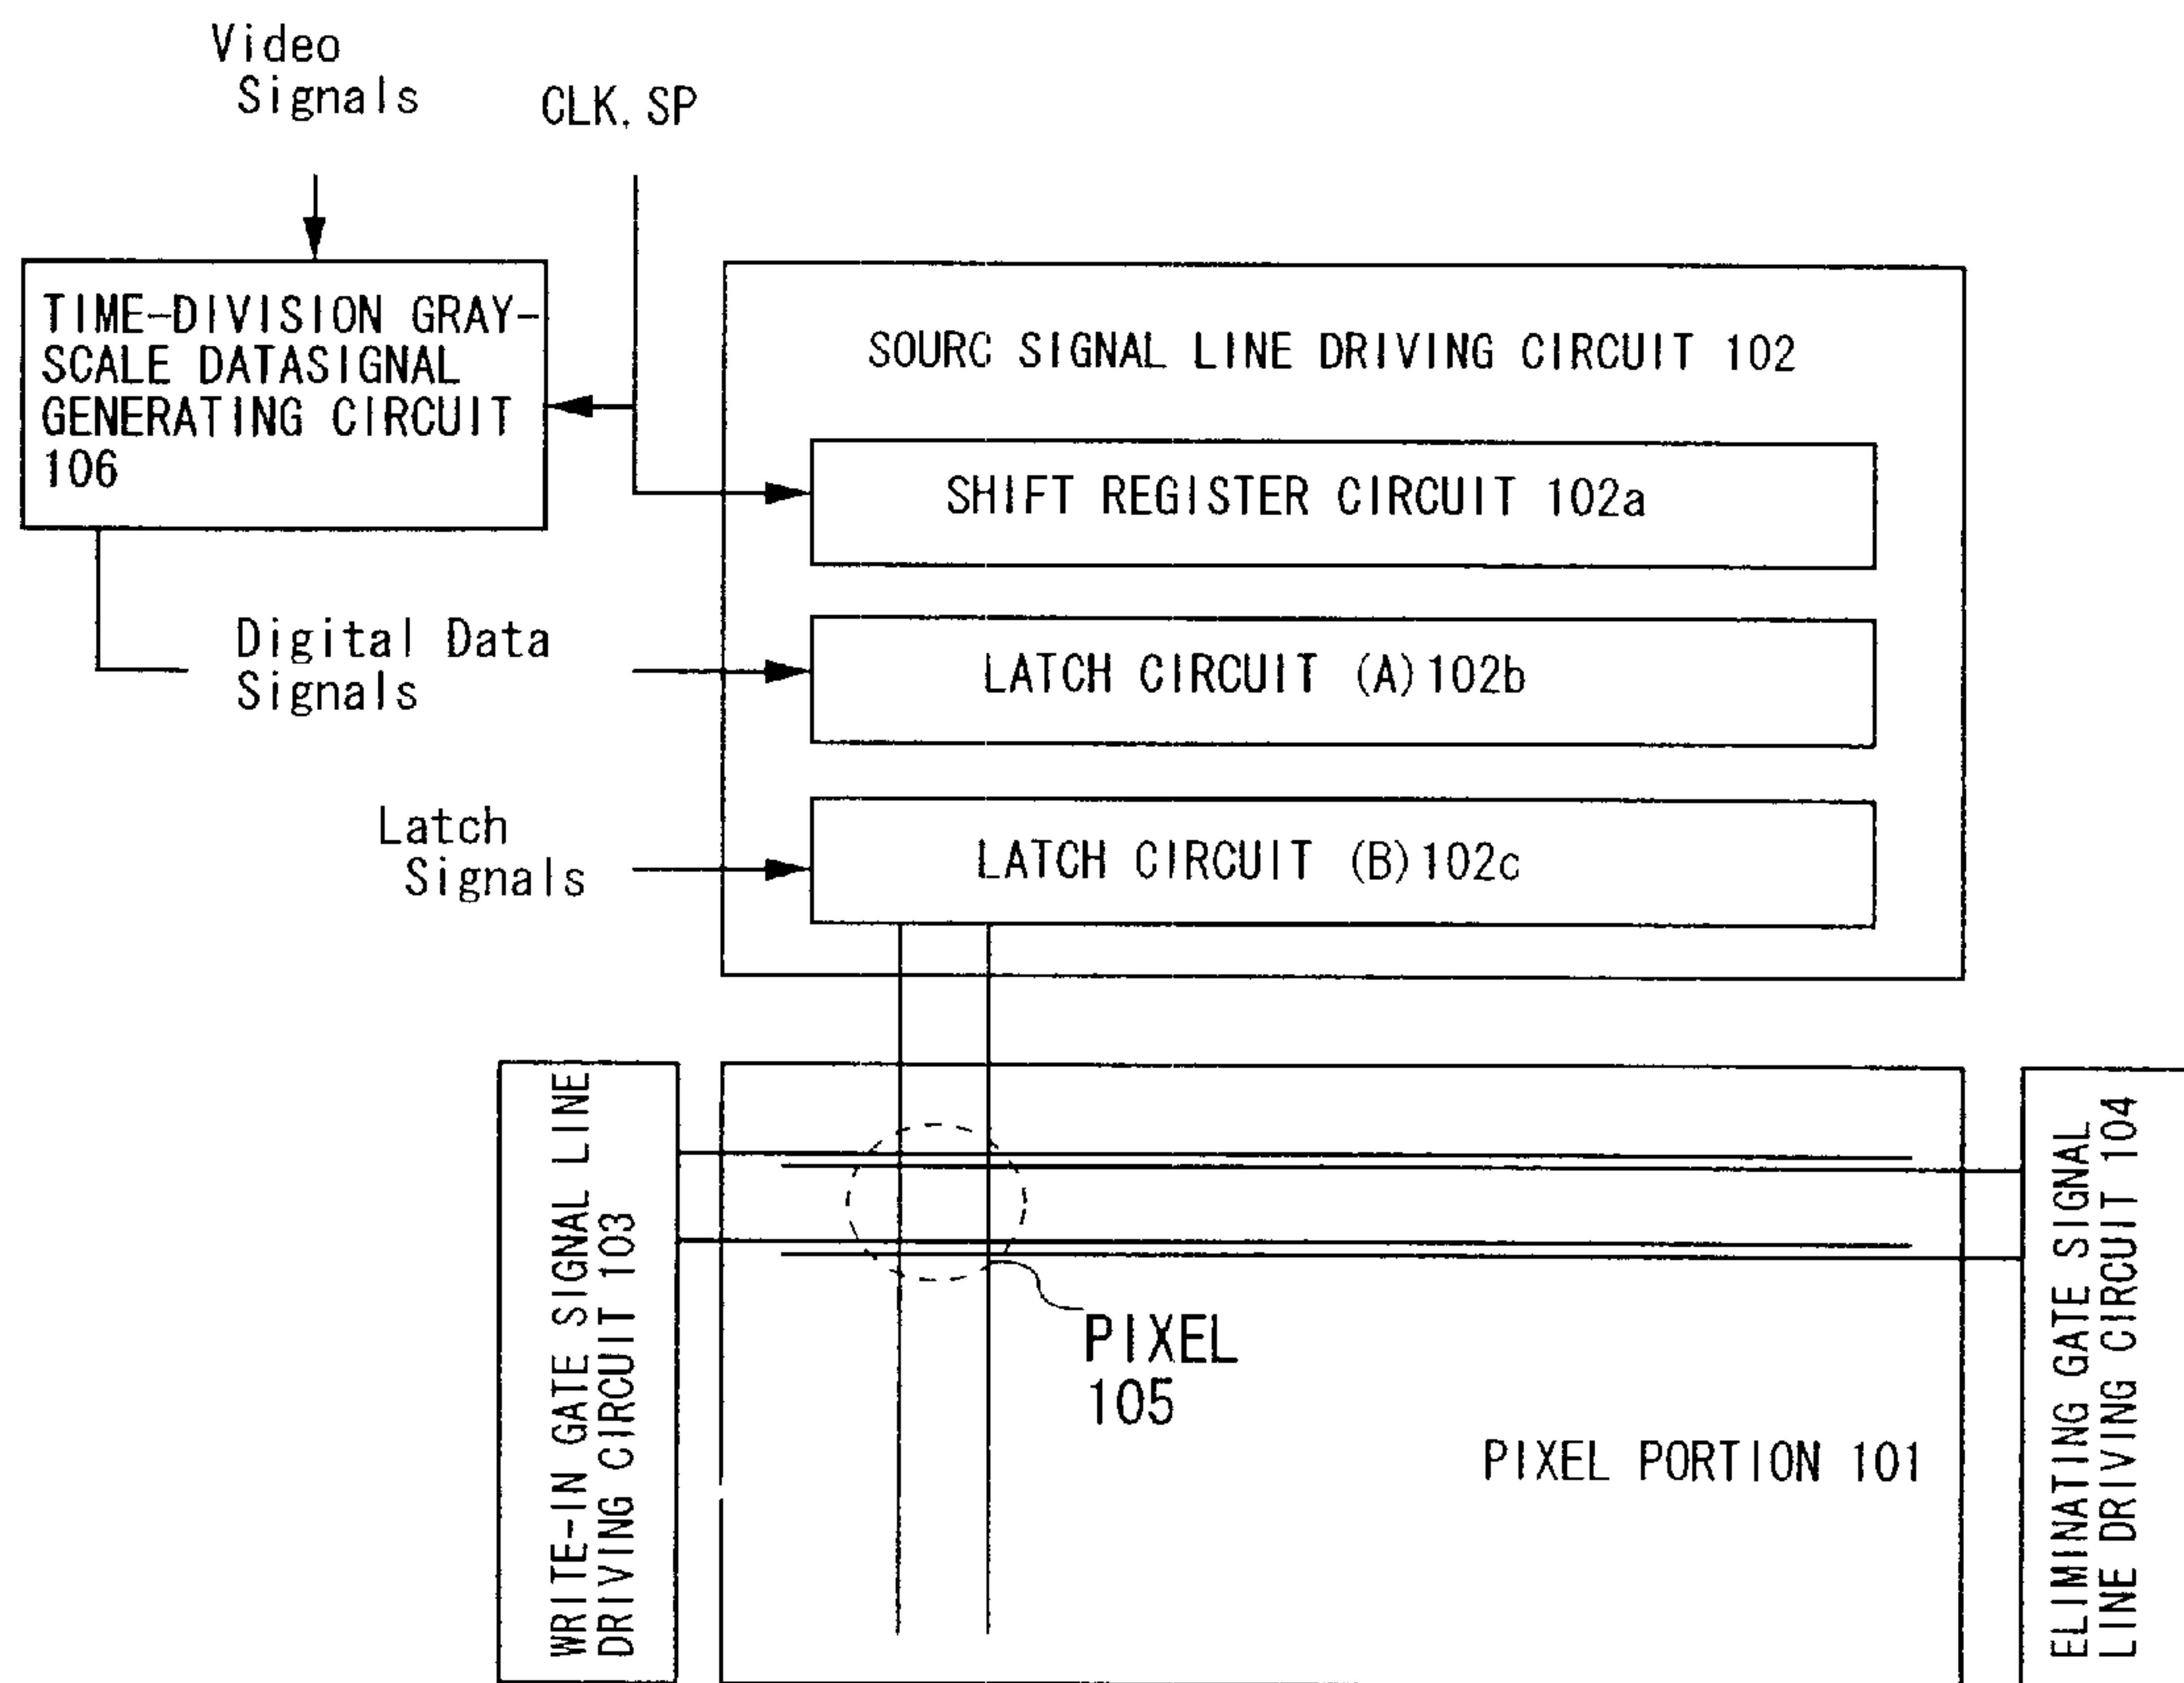 Video
Signals
CLK. SP
TIME-DIVISION GRAY-
SCALE DATASIGNAL
GENERATING CIRCUIT
106
SOURC SIGNAL LINE DRIVING CIRCUIT 102
SHIFT REGISTER CIRCUIT 102a
Digital Data
Signals
LATCH CIRCUIT (A)102b
Latch
Signals
LATCH CIRCUIT (B)102c
WRITE-IN GATE SIGNAL LINE
DRIVING CIRCUIT 103
PIXEL
105
PIXEL PORTION 101
ELIMINATING GATE SIGNAL
LINE DRIVING CIRCUIT 104